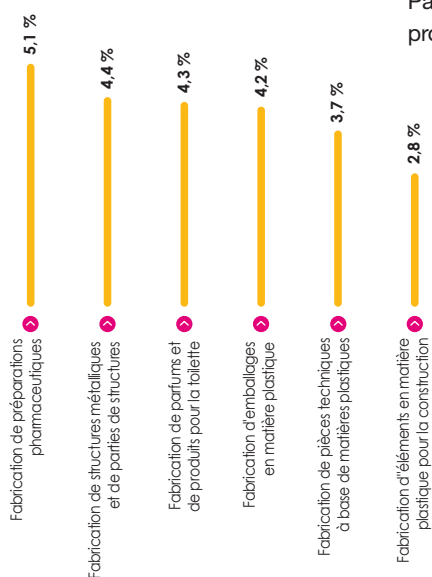 Pa
pro
5,1 %
Fabrication de préparations
pharmaceutiques
4,4 %
Fabrication de structures métalliques
et de parties de structures
4,3 %
Fabrication de parfums et
de produits pour la toilette
4,2 %
Fabrication d'emballages
en matière plastique
3,7 %
Fabrication de pièces techniques
à base de matières plastiques
2,8 %
Fabrication d''éléments en matière
plastique pour la construction